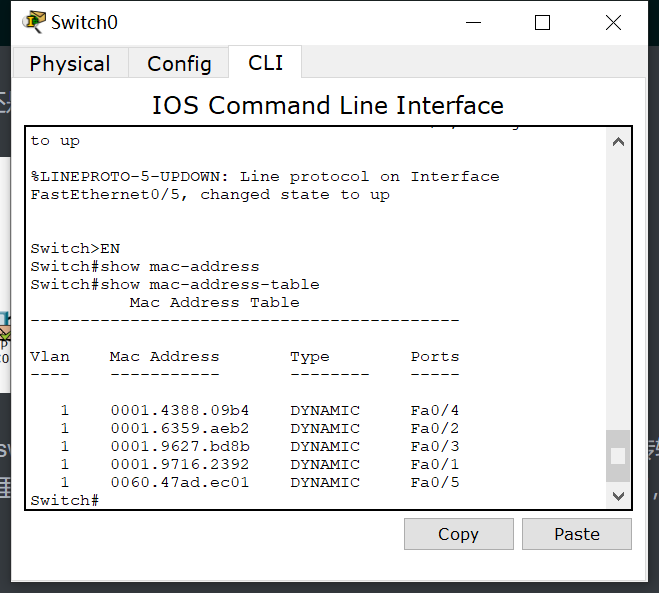 Switch0
Physical
Config
CLI
IOS Command Line Interface
to up
%LINEPROTO-5-UPDOWN: Line protocol on Interface
FastEthernet0/5, changed state to up
Switch>EN
Switch#show mac-address
Switch#show mac-address-table
Mac Address Table
-------------------------------------------
Vlan    Mac Address       Type        Ports
----    -----------       --------    -----
1    0001.4388.09b4    DYNAMIC     Fa0/4
1    0001.6359.aeb2    DYNAMIC     Fa0/2
1    0001.9627.bd8b    DYNAMIC     Fa0/3
1    0001.9716.2392    DYNAMIC     Fa0/1
1    0060.47ad.ec01    DYNAMIC     Fa0/5
Switch#
Copy
Paste